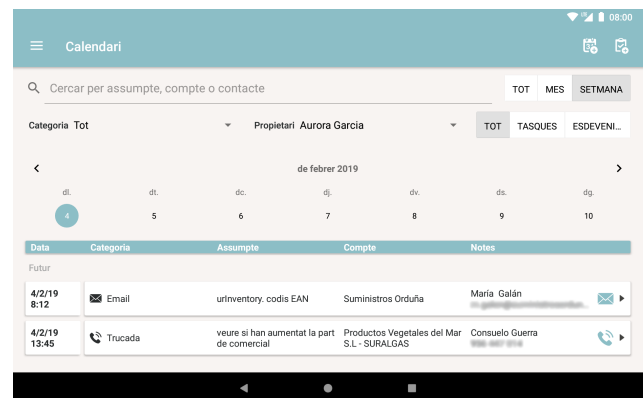 08:00
Calendari
Cercar per assumpte, compte o contacte
TOT MES SETMANA
Categoria Tot Propietari Aurora Garcia TOT TASQUES ESDEVENI...
de febrer 2019
dl. dt. dc. dj. dv. ds. dg.
4 5 6 7 8 9 10
Data Categoria Assumpte Compte Notes
Futur
4/2/19 Email urInventory. codis EAN Suministros Orduña María Galán
8:12
4/2/19 Trucada veure si han aumentat la part Productos Vegetales del Mar Consuelo Guerra
13:45 de comercial S.L - SURALGAS